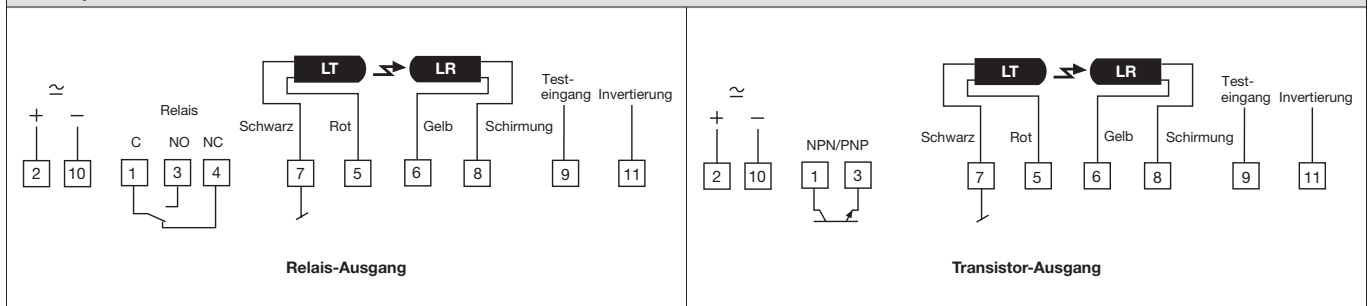 LT LR
Test-
eingang Invertierung
≃
+ −
Relais
Schwarz Rot Gelb Schirmung
C NO NC
2 10 1 3 4 7 5 6 8 9 11
Relais-Ausgang
LT LR
Test-
eingang Invertierung
≃
+ −
Schwarz Rot Gelb Schirmung
NPN/PNP
2 10 1 3 7 5 6 8 9 11
Transistor-Ausgang